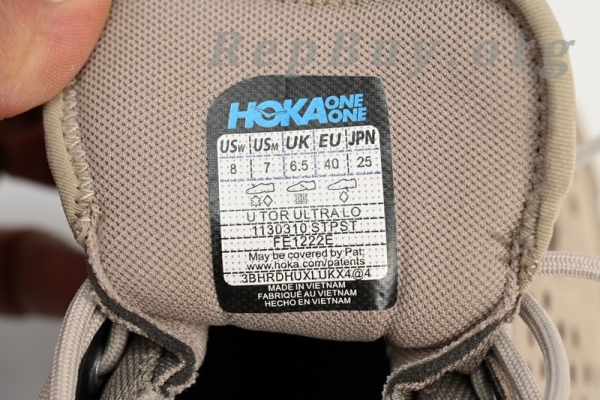 RepBuy.org
HOKA ONE ONE
USW USM UK EU JPN
8 7 6.5 40 25
U TOR ULTRA LO
1130310 STPST
FE1222E
May be covered by Pat:
www.hoka.com/patents
3BHRDHUXLUKX4@4
MADE IN VIETNAM
FABRIQUÉ AU VIETNAM
HECHO EN VIETNAM